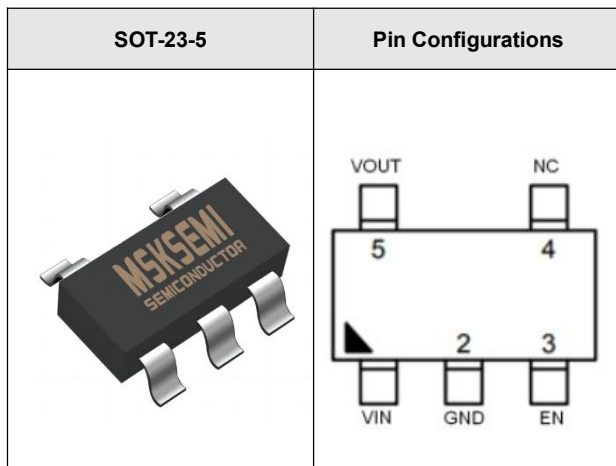 SOT-23-5
Pin Configurations
MSKSEMI
SEMICONDUCTOR
VOUT
NC
5
4
2
3
VIN
GND
EN